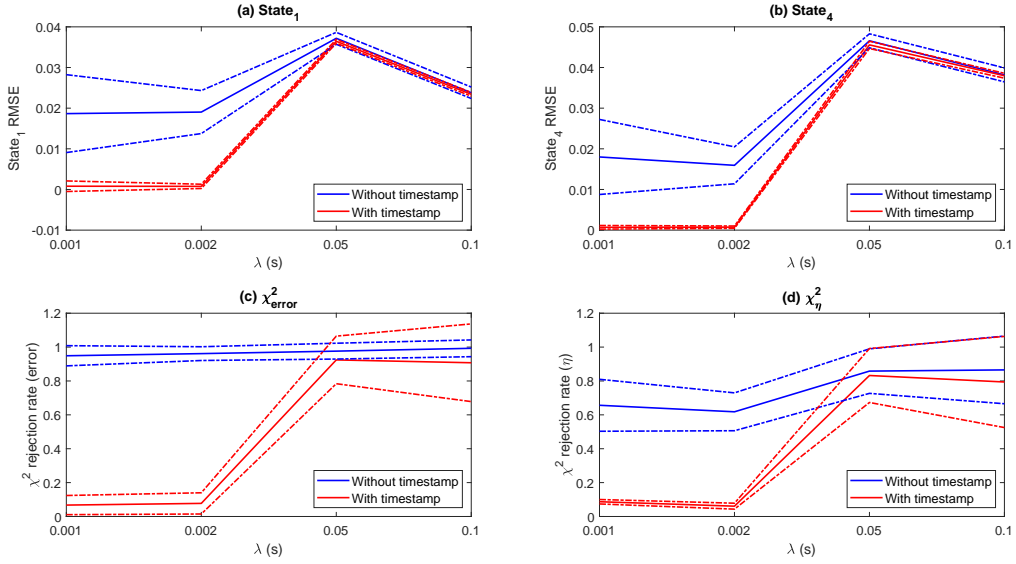 (a) State₁
0.04
0.03
0.02
0.01
0
-0.01
State₁ RMSE
0.001
0.002
0.05
0.1
λ (s)
Without timestamp
With timestamp
(b) State₄
0.05
0.04
0.03
0.02
0.01
0
State₄ RMSE
0.001
0.002
0.05
0.1
λ (s)
Without timestamp
With timestamp
(c) χ²error
1.2
1
0.8
0.6
0.4
0.2
0
χ² rejection rate (error)
0.001
0.002
0.05
0.1
λ (s)
Without timestamp
With timestamp
(d) χ²η
1.2
1
0.8
0.6
0.4
0.2
0
χ² rejection rate (η)
0.001
0.002
0.05
0.1
λ (s)
Without timestamp
With timestamp